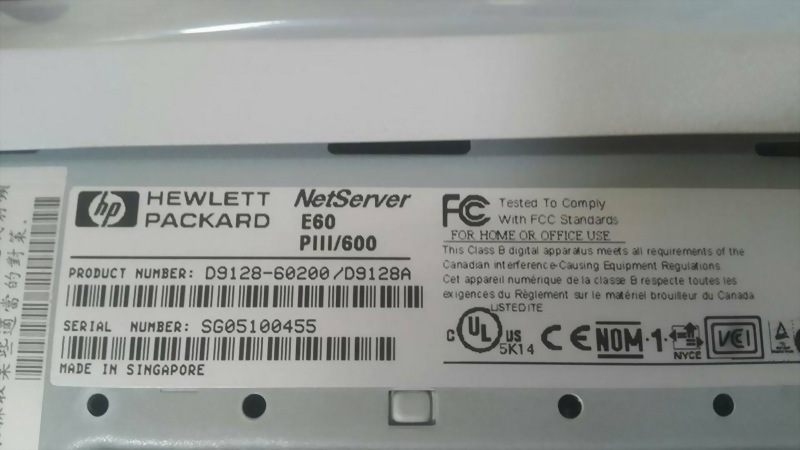 hp HEWLETT PACKARD
NetServer
E60
PIII/600
PRODUCT NUMBER: D9128-60200/D9128A
SERIAL NUMBER: SG05100455
MADE IN SINGAPORE
FC Tested To Comply
With FCC Standards
FOR HOME OR OFFICE USE
This Class B digital apparatus meets all requirements of the
Canadian interference-Causing Equipment Regulations.
Cet appareil numérique de la classe B respecte toutes les
exigences du Règlement sur le matériel brouilleur du Canada
LISTED ITE
C UL US
5K14
CE NOM·1·
NYCE
VCI